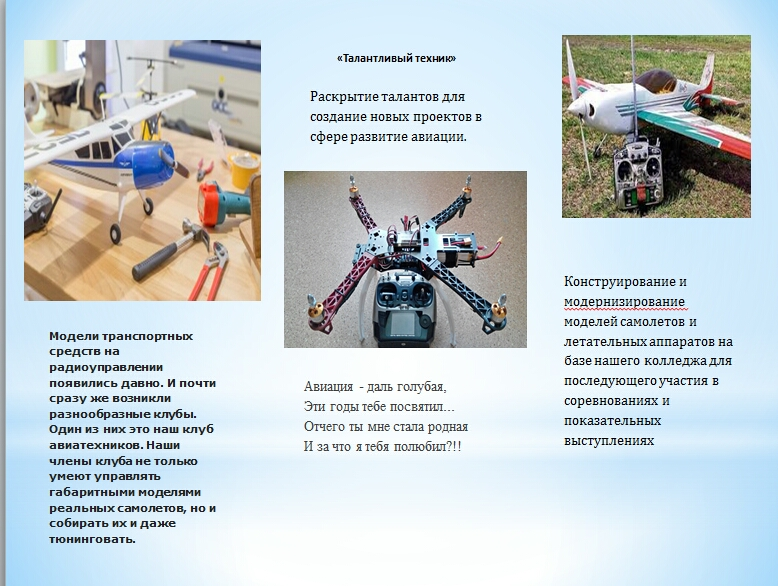 «Талантливый техник»
Раскрытие талантов для
создание новых проектов в
сфере развитие авиации.
Модели транспортных
средств на
радиоуправлении
появились давно. И почти
сразу же возникли
разнообразные клубы.
Один из них это наш клуб
авиатехников. Наши
члены клуба не только
умеют управлять
габаритными моделями
реальных самолетов, но и
собирать их и даже
тюнинговать.
Авиация - даль голубая,
Эти годы тебе посвятил...
Отчего ты мне стала родная
И за что я тебя полюбил?!!
Конструирование и
модернизирование
моделей самолетов и
летательных аппаратов на
базе нашего колледжа для
последующего участия в
соревнованиях и
показательных
выступлениях